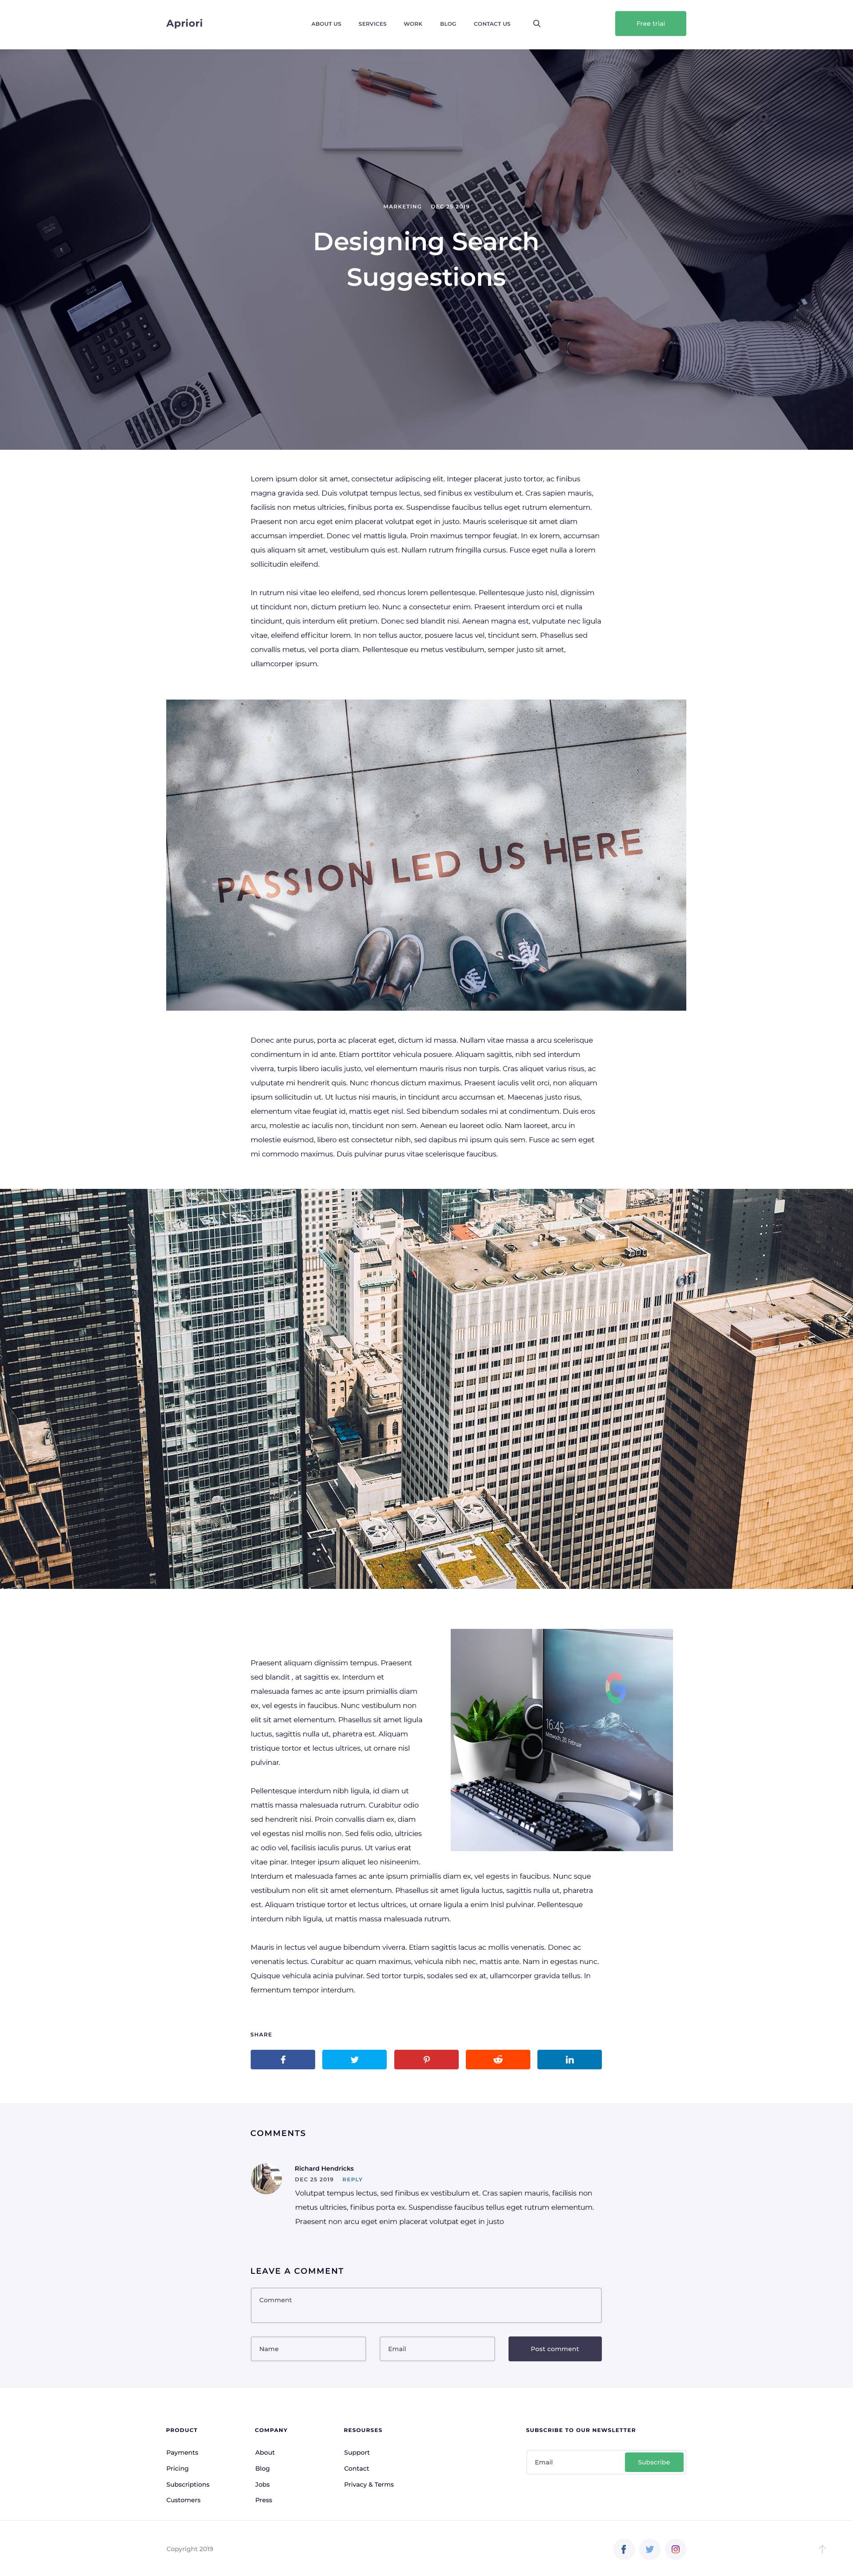 Apriori
ABOUT US SERVICES WORK BLOG CONTACT US
Free trial
MARKETING DEC 25 2019
Designing Search
Suggestions
Lorem ipsum dolor sit amet, consectetur adipiscing elit. Integer placerat justo tortor, ac finibus
magna gravida sed. Duis volutpat tempus lectus, sed finibus ex vestibulum et. Cras sapien mauris,
facilisis non metus ultricies, finibus porta ex. Suspendisse faucibus tellus eget rutrum elementum.
Praesent non arcu eget enim placerat volutpat eget in justo. Mauris scelerisque sit amet diam
accumsan imperdiet. Donec vel mattis ligula. Proin maximus tempor feugiat. In ex lorem, accumsan
quis aliquam sit amet, vestibulum quis est. Nullam rutrum fringilla cursus. Fusce eget nulla a lorem
sollicitudin eleifend.
In rutrum nisi vitae leo eleifend, sed rhoncus lorem pellentesque. Pellentesque justo nisl, dignissim
ut tincidunt non, dictum pretium leo. Nunc a consectetur enim. Praesent interdum orci et nulla
tincidunt, quis interdum elit pretium. Donec sed blandit nisi. Aenean magna est, vulputate nec ligula
vitae, eleifend efficitur lorem. In non tellus auctor, posuere lacus vel, tincidunt sem. Phasellus sed
convallis metus, vel porta diam. Pellentesque eu metus vestibulum, semper justo sit amet,
ullamcorper ipsum.
PASSION LED US HERE
Donec ante purus, porta ac placerat eget, dictum id massa. Nullam vitae massa a arcu scelerisque
condimentum in id ante. Etiam porttitor vehicula posuere. Aliquam sagittis, nibh sed interdum
viverra, turpis libero iaculis justo, vel elementum mauris risus non turpis. Cras aliquet varius risus, ac
vulputate mi hendrerit quis. Nunc rhoncus dictum maximus. Praesent iaculis velit orci, non aliquam
ipsum sollicitudin ut. Ut luctus nisi mauris, in tincidunt arcu accumsan et. Maecenas justo risus,
elementum vitae feugiat id, mattis eget nisl. Sed bibendum sodales mi at condimentum. Duis eros
arcu, molestie ac iaculis non, tincidunt non sem. Aenean eu laoreet odio. Nam laoreet, arcu in
molestie euismod, libero est consectetur nibh, sed dapibus mi ipsum quis sem. Fusce ac sem eget
mi commodo maximus. Duis pulvinar purus vitae scelerisque faucibus.
citi
Praesent aliquam dignissim tempus. Praesent
sed blandit , at sagittis ex. Interdum et
malesuada fames ac ante ipsum primiallis diam
ex, vel egests in faucibus. Nunc vestibulum non
elit sit amet elementum. Phasellus sit amet ligula
luctus, sagittis nulla ut, pharetra est. Aliquam
tristique tortor et lectus ultrices, ut ornare nisl
pulvinar.
G
16:45
Mittwoch, 20. Februar
Pellentesque interdum nibh ligula, id diam ut
mattis massa malesuada rutrum. Curabitur odio
sed hendrerit nisi. Proin convallis diam ex, diam
vel egestas nisl mollis non. Sed felis odio, ultricies
ac odio vel, facilisis iaculis purus. Ut varius erat
vitae pinar. Integer ipsum aliquet leo nisineenim.
Interdum et malesuada fames ac ante ipsum primiallis diam ex, vel egests in faucibus. Nunc sque
vestibulum non elit sit amet elementum. Phasellus sit amet ligula luctus, sagittis nulla ut, pharetra
est. Aliquam tristique tortor et lectus ultrices, ut ornare ligula a enim Inisl pulvinar. Pellentesque
interdum nibh ligula, ut mattis massa malesuada rutrum.
Mauris in lectus vel augue bibendum viverra. Etiam sagittis lacus ac mollis venenatis. Donec ac
venenatis lectus. Curabitur ac quam maximus, vehicula nibh nec, mattis ante. Nam in egestas nunc.
Quisque vehicula acinia pulvinar. Sed tortor turpis, sodales sed ex at, ullamcorper gravida tellus. In
fermentum tempor interdum.
SHARE
COMMENTS
Richard Hendricks
DEC 25 2019 REPLY
Volutpat tempus lectus, sed finibus ex vestibulum et. Cras sapien mauris, facilisis non
metus ultricies, finibus porta ex. Suspendisse faucibus tellus eget rutrum elementum.
Praesent non arcu eget enim placerat volutpat eget in justo
LEAVE A COMMENT
Comment
Name
Email
Post comment
PRODUCT
Payments
Pricing
Subscriptions
Customers
COMPANY
About
Blog
Jobs
Press
RESOURSES
Support
Contact
Privacy & Terms
SUBSCRIBE TO OUR NEWSLETTER
Email
Subscribe
Copyright 2019